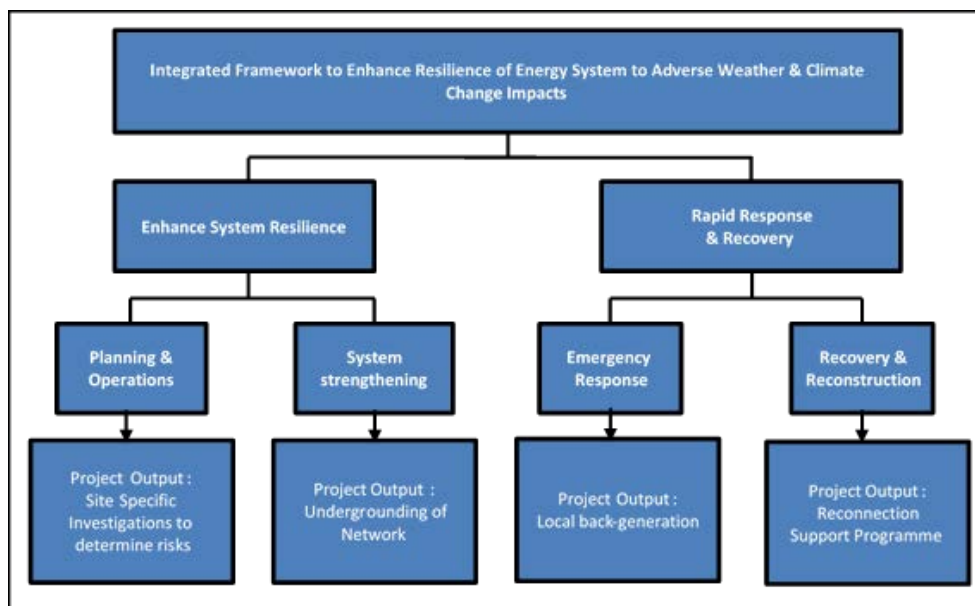 Integrated Framework to Enhance Resilience of Energy System to Adverse Weather & Climate
Change Impacts
Enhance System Resilience
Rapid Response
& Recovery
Planning &
Operations
System
strengthening
Emergency
Response
Recovery &
Reconstruction
Project Output :
Site Specific
Investigations to
determine risks
Project Output :
Undergrounding of
Network
Project Output :
Local back-generation
Project Output :
Reconnection
Support Programme